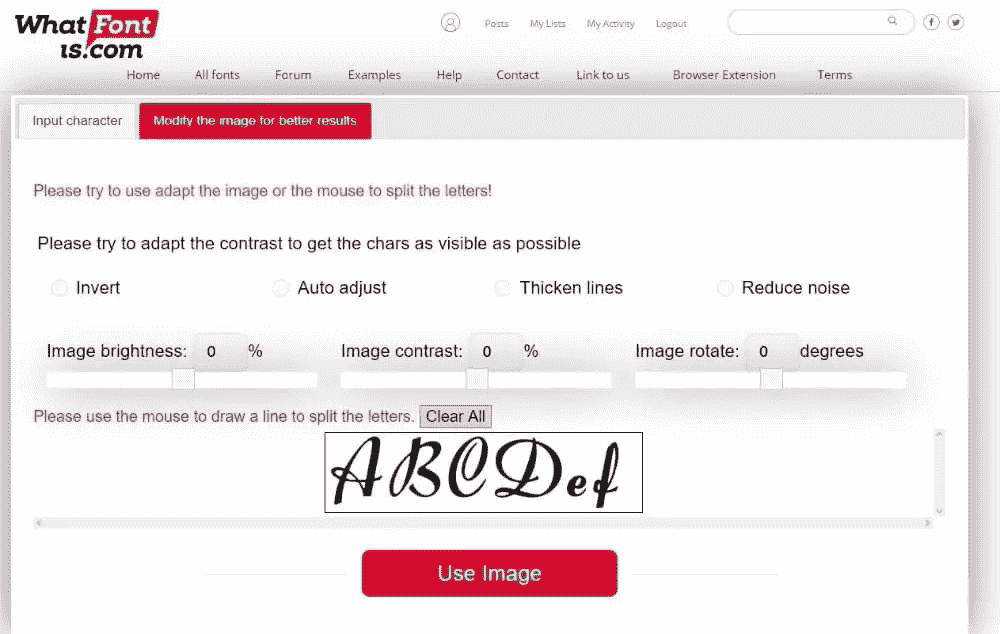 What Font is.com
Posts My Lists My Activity Logout
Home All fonts Forum Examples Help Contact Link to us Browser Extension Terms
Input character Modify the image for better results
Please try to use adapt the image or the mouse to split the letters!
Please try to adapt the contrast to get the chars as visible as possible
Invert Auto adjust Thicken lines Reduce noise
Image brightness: 0 % Image contrast: 0 % Image rotate: 0 degrees
Please use the mouse to draw a line to split the letters. Clear All
ABCDef
Use Image